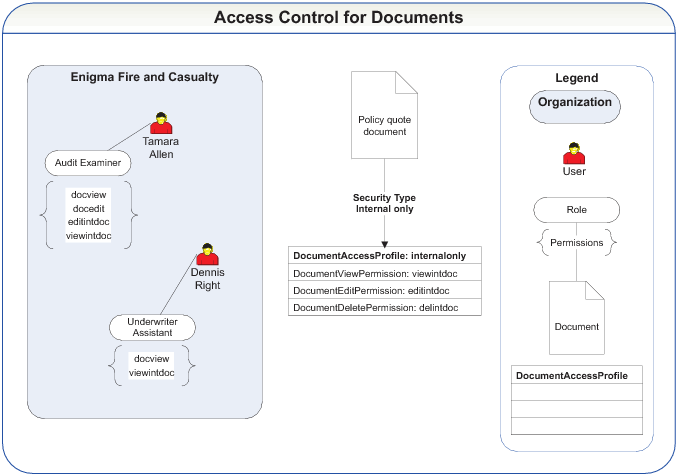 Access Control for Documents
Enigma Fire and Casualty
Tamara
Allen
Audit Examiner
docview
docedit
editintdoc
viewintdoc
Dennis
Right
Underwriter
Assistant
docview
viewintdoc
Policy quote
document
Security Type
Internal only
DocumentAccessProfile: internalonly
DocumentViewPermission: viewintdoc
DocumentEditPermission: editintdoc
DocumentDeletePermission: delintdoc
Legend
Organization
User
Role
Permissions
Document
DocumentAccessProfile